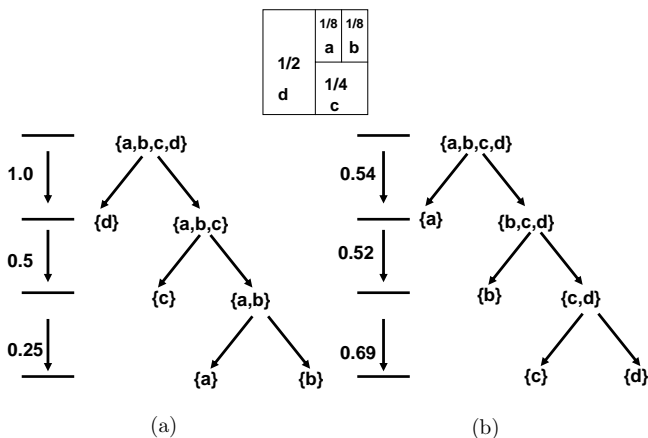 1/8 1/8
a b
1/2
d
1/4
c
{a,b,c,d}
1.0
{d} {a,b,c}
0.5
{c} {a,b}
0.25
{a} {b}
(a)
{a,b,c,d}
0.54
{a} {b,c,d}
0.52
{b} {c,d}
0.69
{c} {d}
(b)